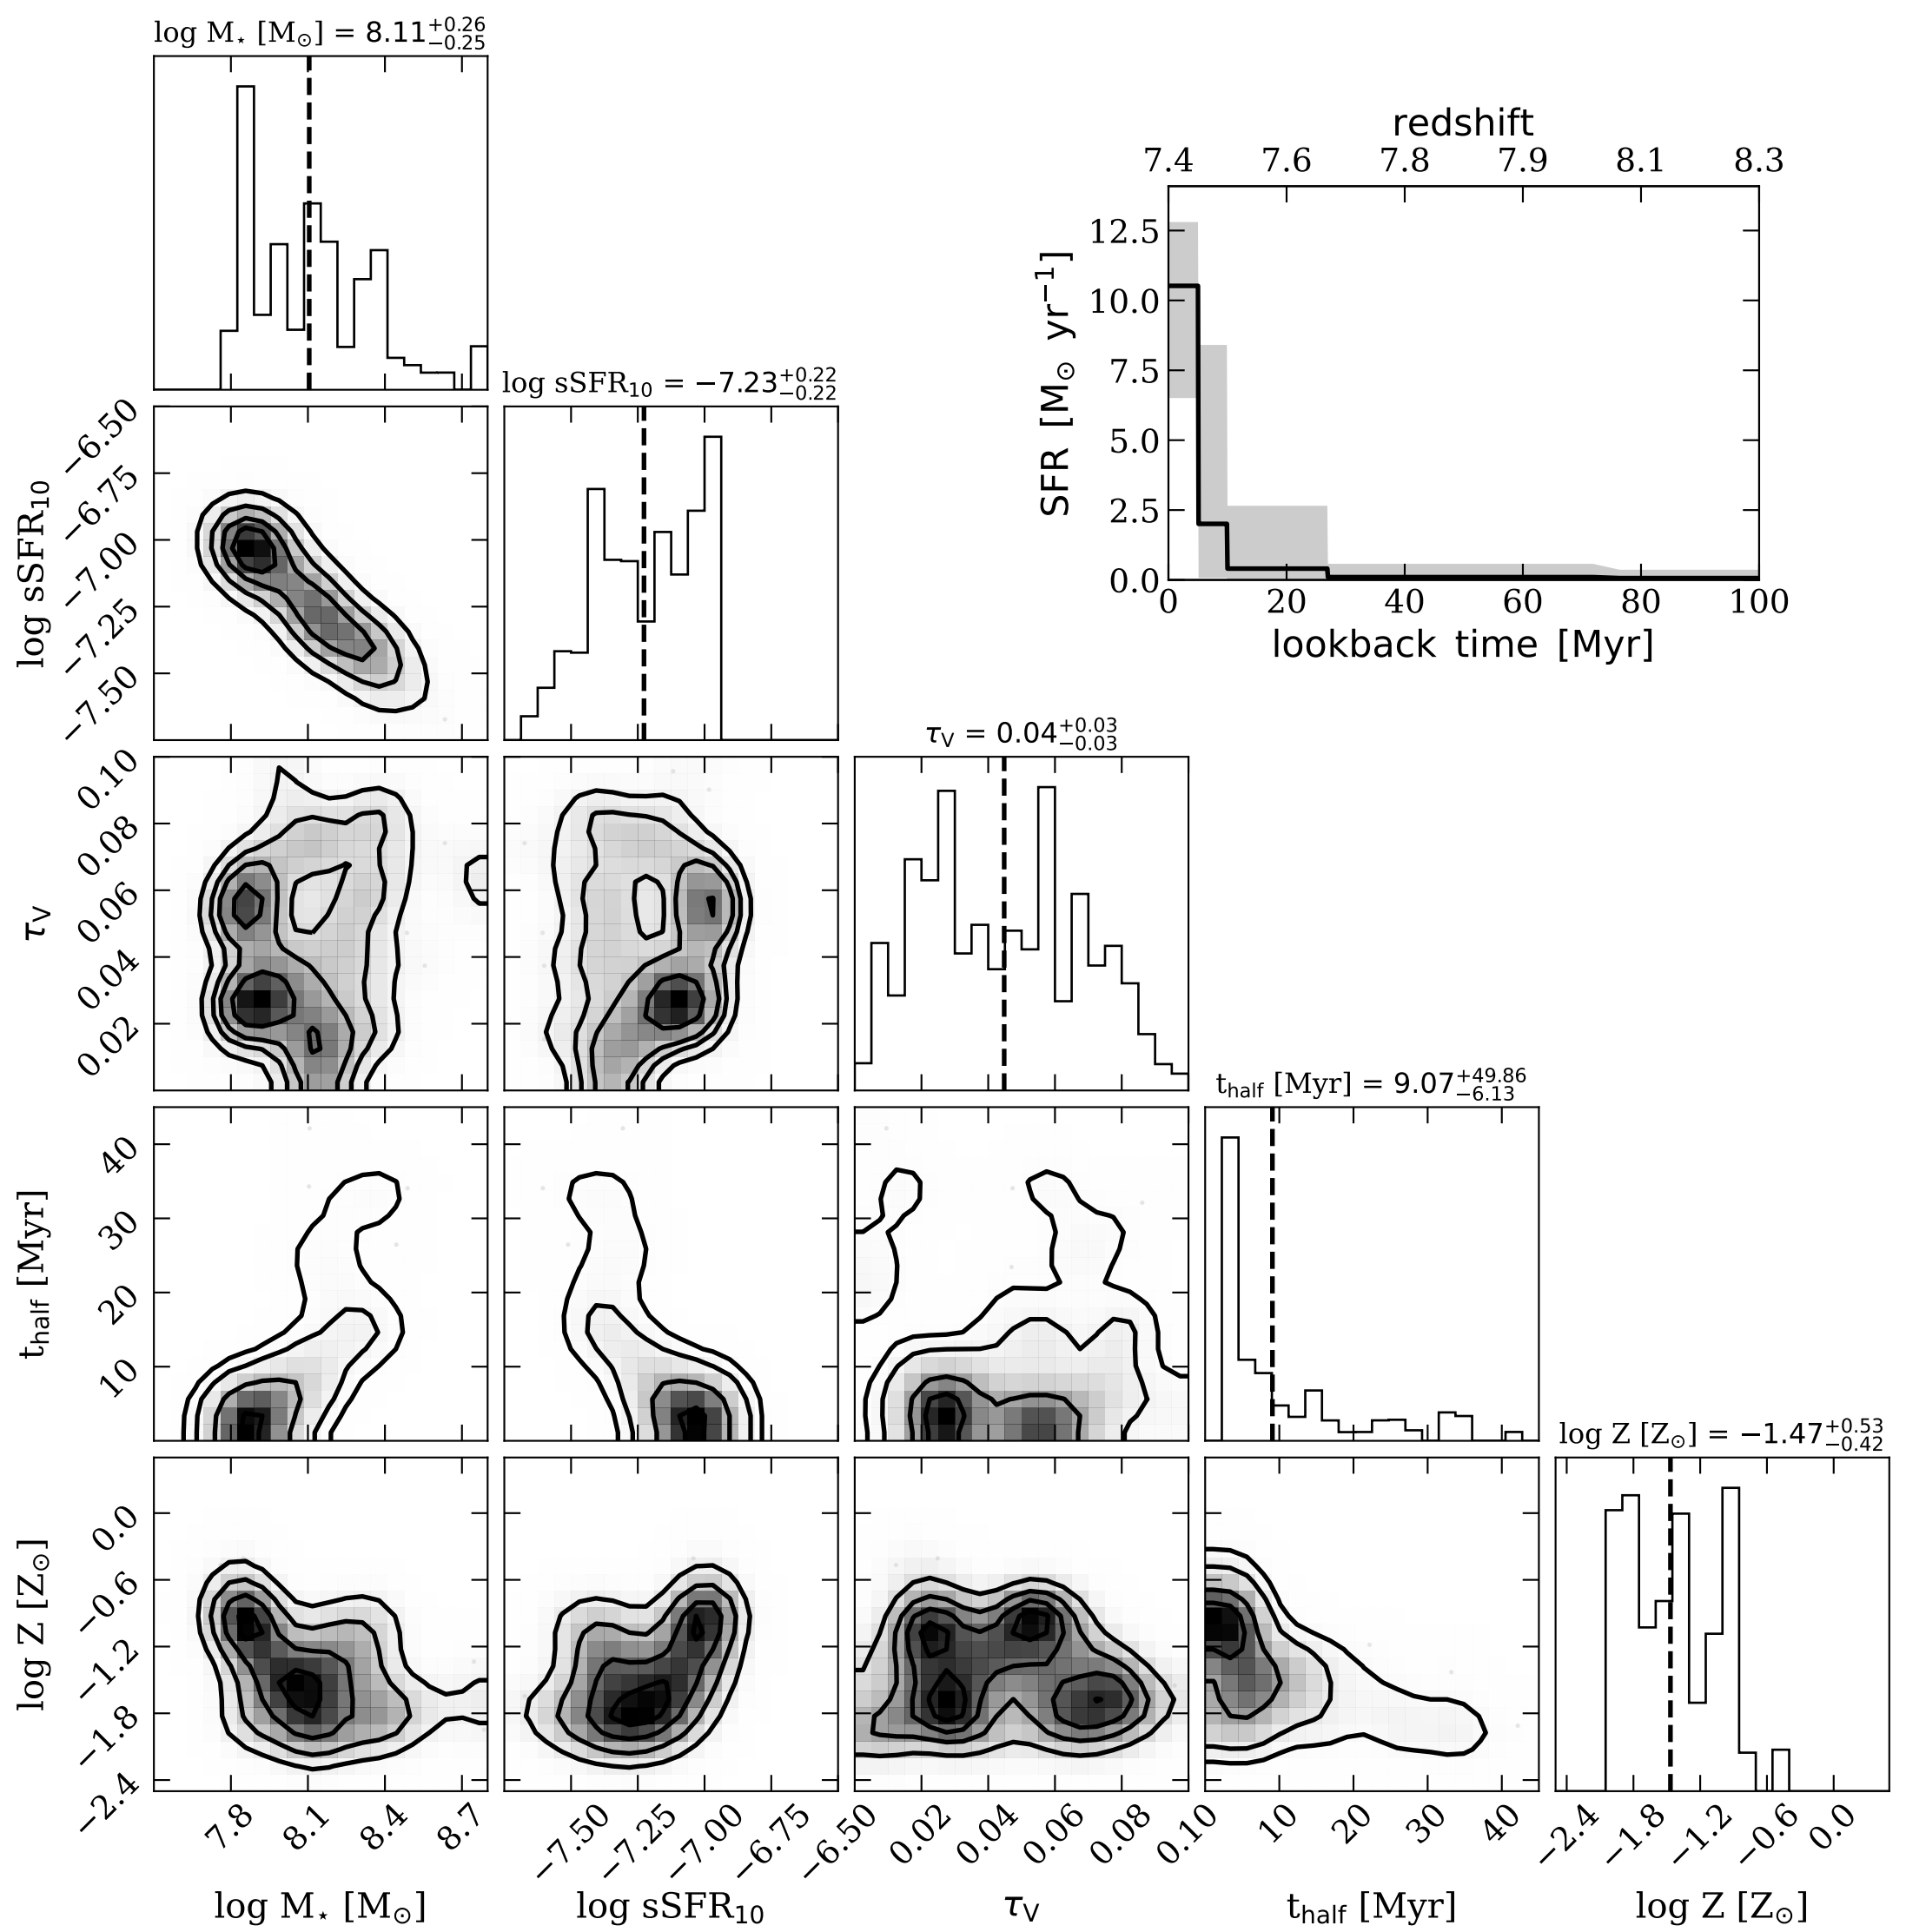 log M⋆ [M⊙] = 8.11+0.26−0.25
redshift
7.4 7.6 7.8 7.9 8.1 8.3
SFR [M⊙ yr−1]
12.5
10.0
7.5
5.0
2.5
0.0
0 20 40 60 80 100
lookback time [Myr]
log sSFR10 = −7.23+0.22−0.22
log sSFR10
−6.50
−6.75
−7.00
−7.25
−7.50
τV = 0.04+0.03−0.03
τV
0.10
0.08
0.06
0.04
0.02
thalf [Myr] = 9.07+49.86−6.13
thalf [Myr]
40
30
20
10
log Z [Z⊙] = −1.47+0.53−0.42
log Z [Z⊙]
0.0
−0.6
−1.2
−1.8
−2.4
7.8 8.1 8.4 8.7 −7.50 −7.25 −7.00 −6.75 −6.50 0.02 0.04 0.06 0.08 0.10 10 20 30 40 −2.4 −1.8 −1.2 −0.6 0.0
log M⋆ [M⊙] log sSFR10 τV thalf [Myr] log Z [Z⊙]